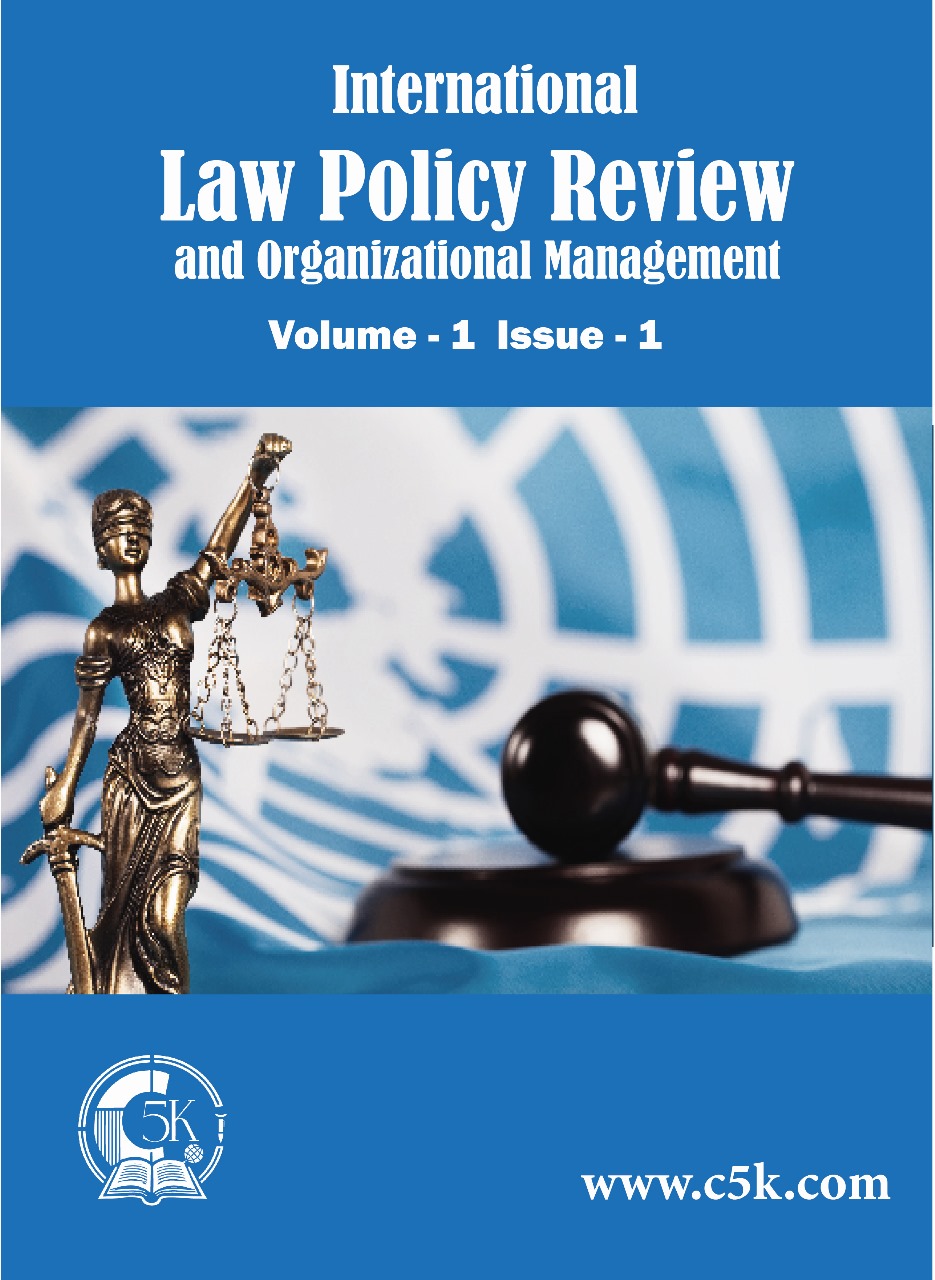 International
Law Policy Review
and Organizational Management
Volume - 1 Issue - 1
5K
www.c5k.com